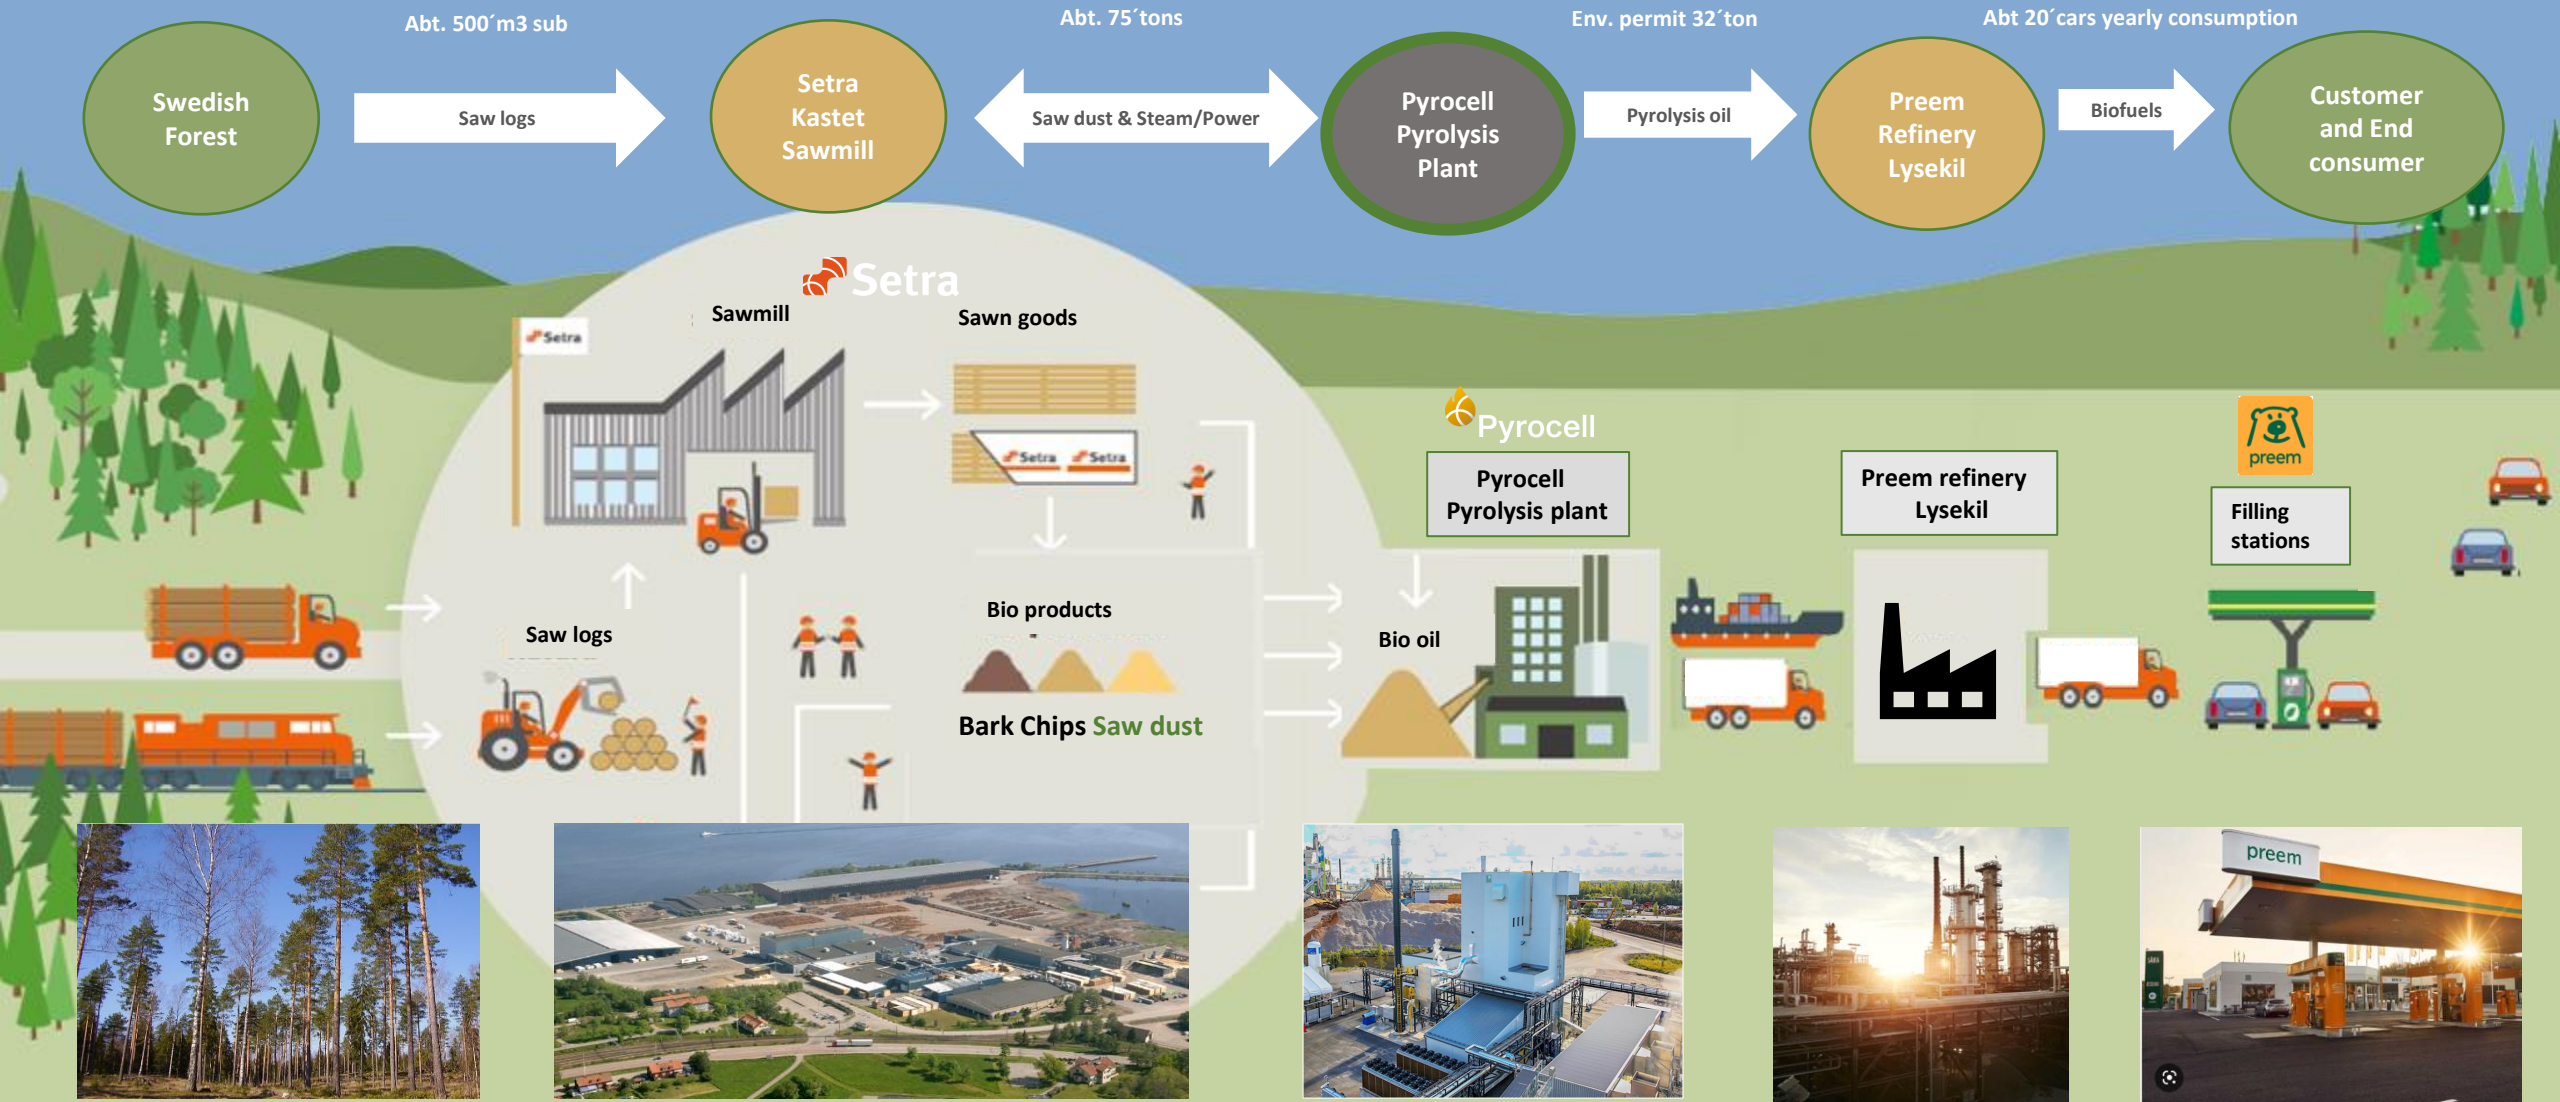 Abt. 500´m3 sub
Abt. 75´tons
Env. permit 32´ton
Abt 20´cars yearly consumption
Swedish
Forest
Saw logs
Setra
Kastet
Sawmill
Saw dust & Steam/Power
Pyrocell
Pyrolysis
Plant
Pyrolysis oil
Preem
Refinery
Lysekil
Biofuels
Customer
and End
consumer
Setra
Sawmill
Sawn goods
Setra
Setra Setra
Pyrocell
Pyrocell
Pyrolysis plant
Preem refinery
Lysekil
preem
Filling
stations
Saw logs
Bio products
Bark Chips Saw dust
Bio oil
preem